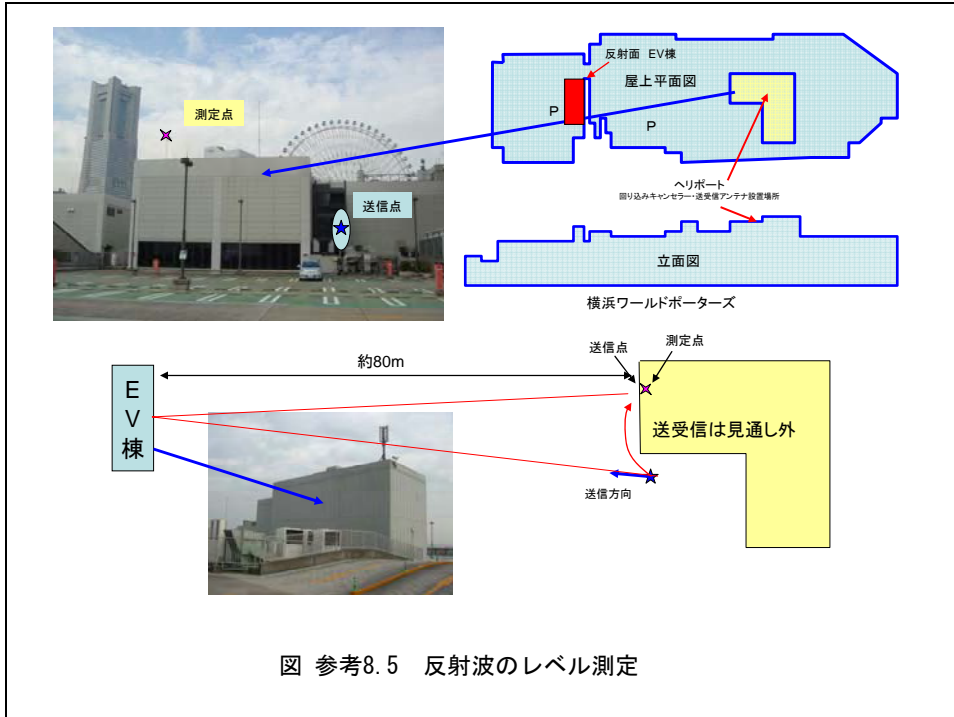 測定点
送信点
反射面 EV棟
屋上平面図
P
P
ヘリポート
回り込みキャンセラー・送受信アンテナ設置場所
立面図
横浜ワールドポーターズ
送信点
測定点
約80m
EV棟
送受信は見通し外
送信方向
図 参考8.5 反射波のレベル測定